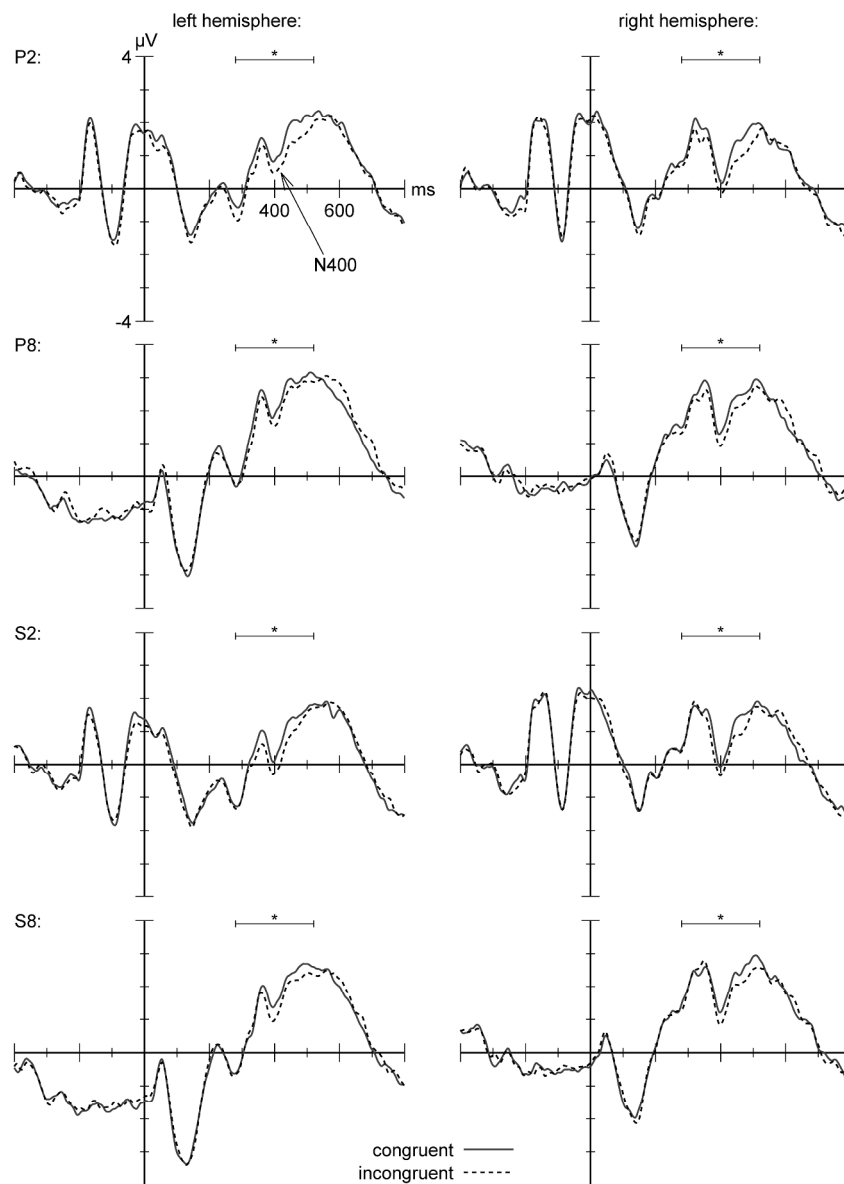 left hemisphere: right hemisphere:
µV
P2: 4 * *
ms
400 600
N400
-4
P8: * *
S2: * *
S8: * *
congruent
incongruent